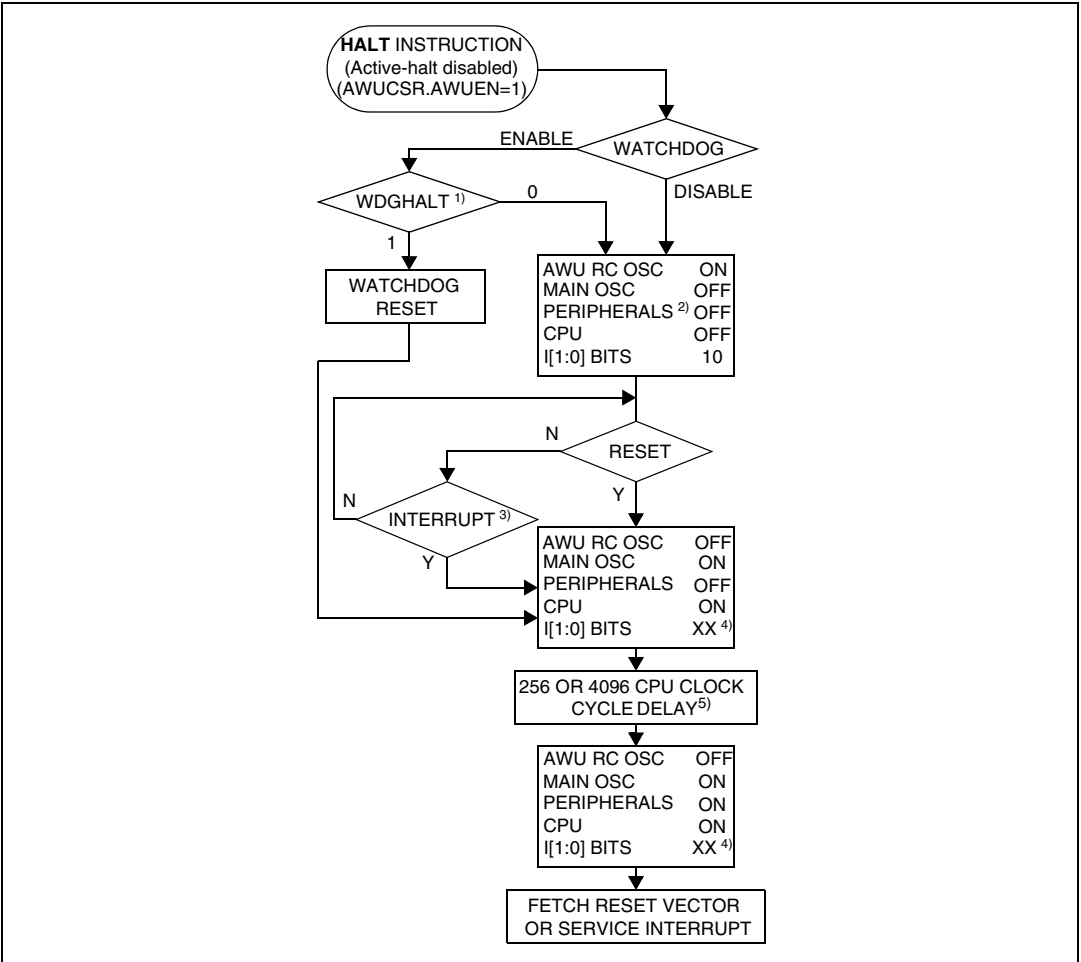 HALT INSTRUCTION
(Active-halt disabled)
(AWUCSR.AWUEN=1)
ENABLE
WATCHDOG
DISABLE
WDGHALT 1)
0
1
WATCHDOG
RESET
AWU RC OSC ON
MAIN OSC OFF
PERIPHERALS 2) OFF
CPU OFF
I[1:0] BITS 10
N
RESET
Y
N
INTERRUPT 3)
Y
AWU RC OSC OFF
MAIN OSC ON
PERIPHERALS OFF
CPU ON
I[1:0] BITS XX 4)
256 OR 4096 CPU CLOCK
CYCLE DELAY5)
AWU RC OSC OFF
MAIN OSC ON
PERIPHERALS ON
CPU ON
I[1:0] BITS XX 4)
FETCH RESET VECTOR
OR SERVICE INTERRUPT